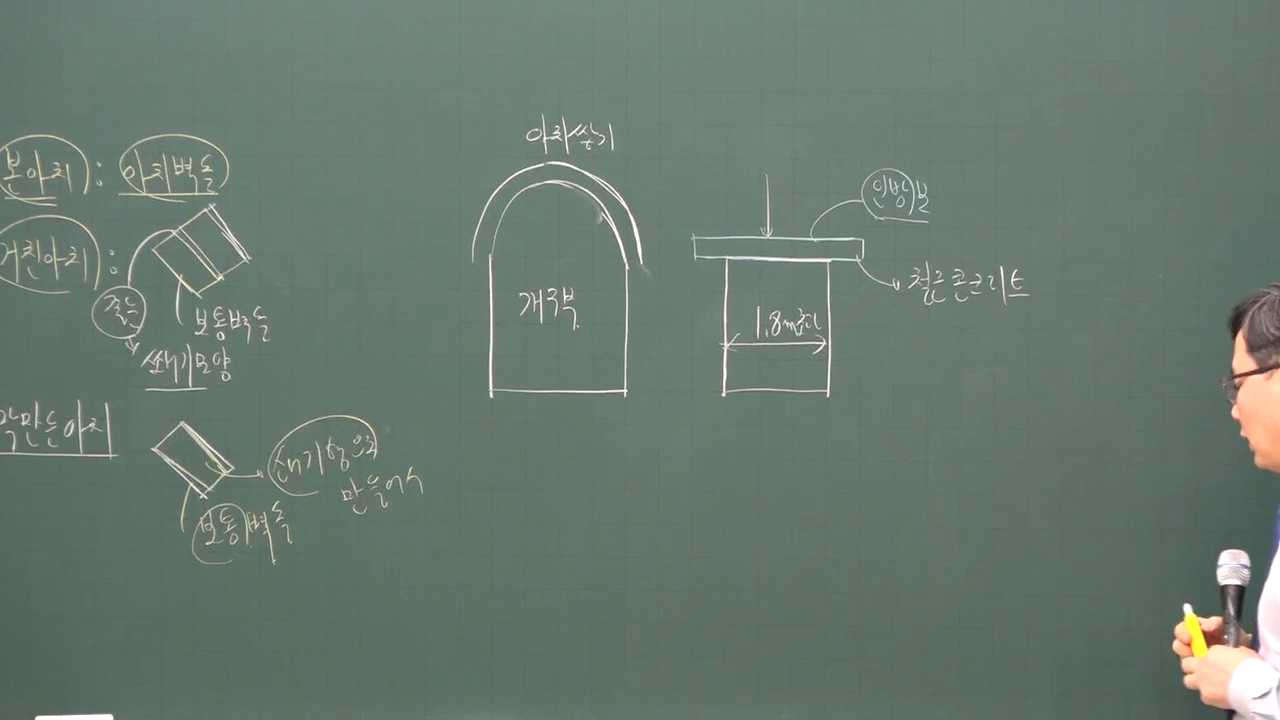 본아치 : 아치벽돌
거친아치 :
줄눈
보통벽돌
쐐기모양
막만든아치
쐐기형으로
만들어서
보통벽돌
아치쌓기
개구부
인방보
철근콘크리트
1.8m초과